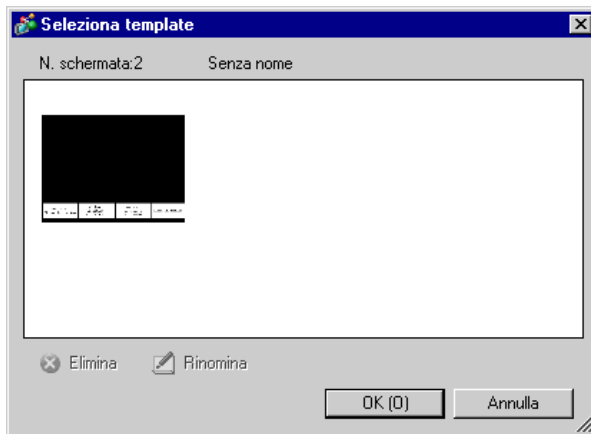 Seleziona template
N. schermata:2 Senza nome
Elimina Rinomina
OK (O) Annulla